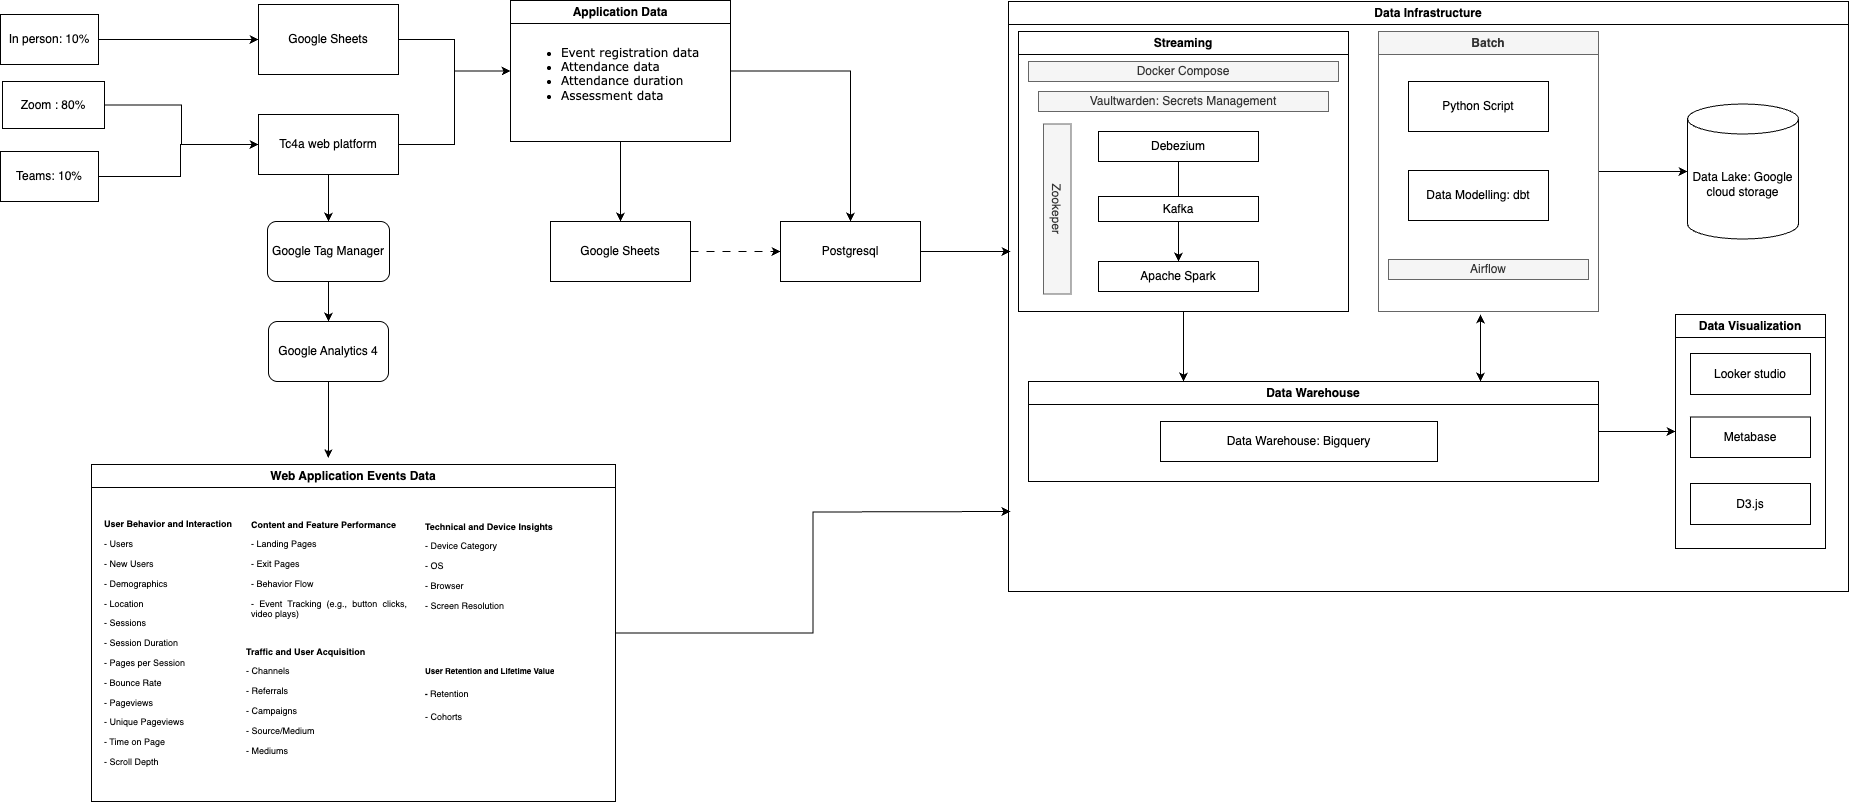 In person: 10%
Zoom : 80%
Teams: 10%
Google Sheets
Tc4a web platform
Google Tag Manager
Google Analytics 4
Application Data
• Event registration data
• Attendance data
• Attendance duration
• Assessment data
Google Sheets
Postgresql
Web Application Events Data
User Behavior and Interaction
- Users
- New Users
- Demographics
- Location
- Sessions
- Session Duration
- Pages per Session
- Bounce Rate
- Pageviews
- Unique Pageviews
- Time on Page
- Scroll Depth
Content and Feature Performance
- Landing Pages
- Exit Pages
- Behavior Flow
- Event Tracking (e.g., button clicks,
video plays)
Traffic and User Acquisition
- Channels
- Referrals
- Campaigns
- Source/Medium
- Mediums
Technical and Device Insights
- Device Category
- OS
- Browser
- Screen Resolution
User Retention and Lifetime Value
- Retention
- Cohorts
Data Infrastructure
Streaming
Docker Compose
Vaultwarden: Secrets Management
Zookeper
Debezium
Kafka
Apache Spark
Batch
Python Script
Data Modelling: dbt
Airflow
Data Lake: Google
cloud storage
Data Warehouse
Data Warehouse: Bigquery
Data Visualization
Looker studio
Metabase
D3.js